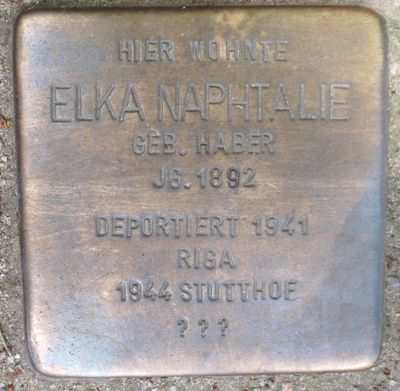 HIER WOHNTE
ELKA NAPHTALIE
GEB. HABER
JG. 1892
DEPORTIERT 1941
RIGA
1944 STUTTHOF
? ? ?